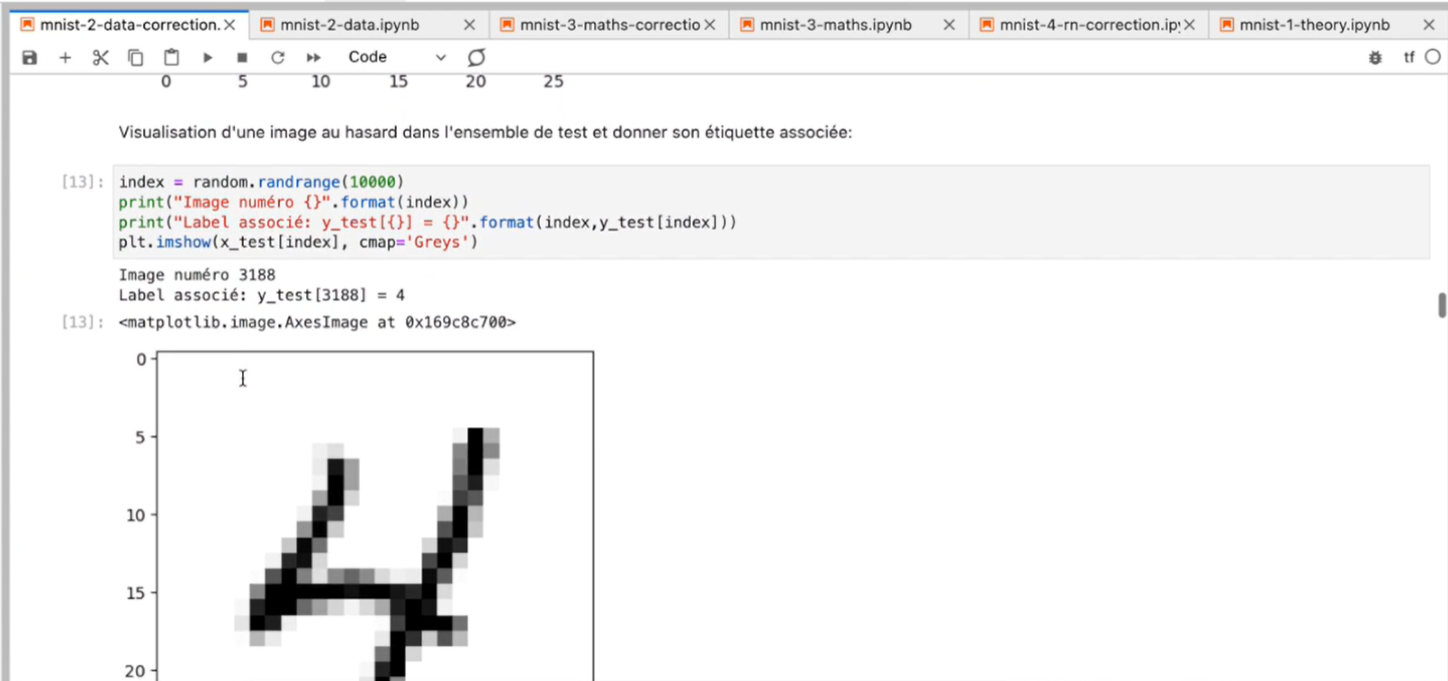 mnist-2-data-correction.
mnist-2-data.ipynb
mnist-3-maths-correctio
mnist-3-maths.ipynb
mnist-4-rn-correction.ipy
mnist-1-theory.ipynb
Code
tf
0 5 10 15 20 25
Visualisation d'une image au hasard dans l'ensemble de test et donner son étiquette associée:
[13]: index = random.randrange(10000)
print("Image numéro {}".format(index))
print("Label associé: y_test[{}] = {}".format(index,y_test[index]))
plt.imshow(x_test[index], cmap='Greys')
Image numéro 3188
Label associé: y_test[3188] = 4
[13]: <matplotlib.image.AxesImage at 0x169c8c700>
0
5
10
15
20
4